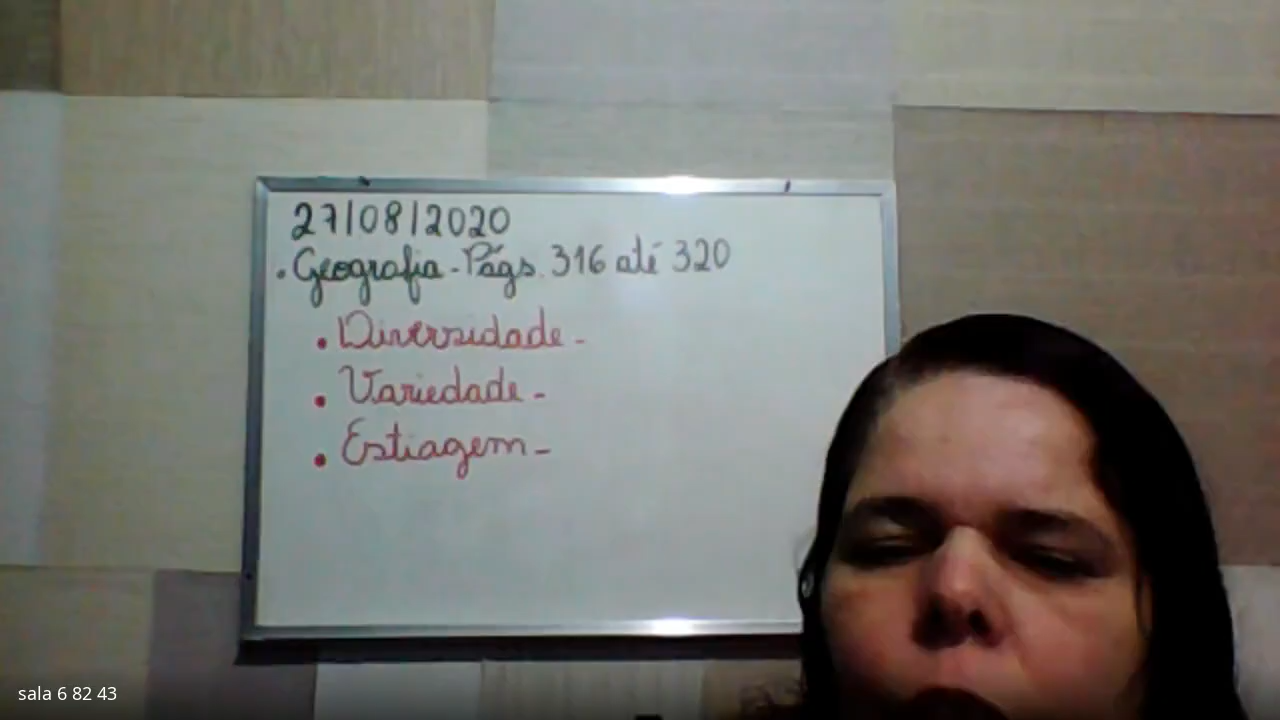 27/08/2020
• Geografia - Págs. 316 até 320
• Diversidade -
• Variedade -
• Estiagem -
sala 6 82 43